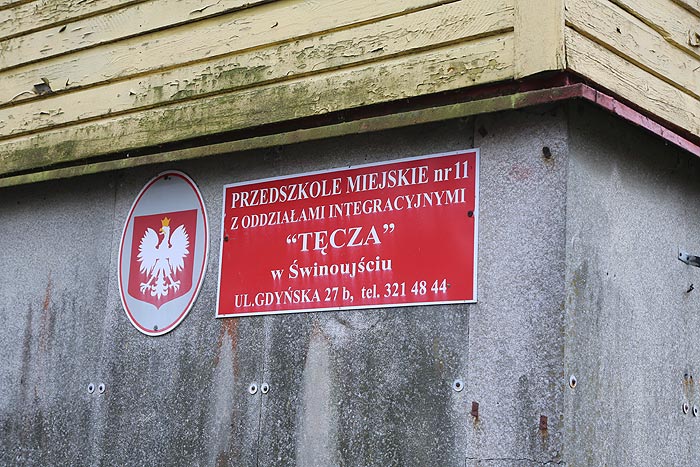 PRZEDSZKOLE MIEJSKIE nr 11
Z ODDZIAŁAMI INTEGRACYJNYMI
“TĘCZA”
w Świnoujściu
UL.GDYŃSKA 27 b, tel. 321 48 44